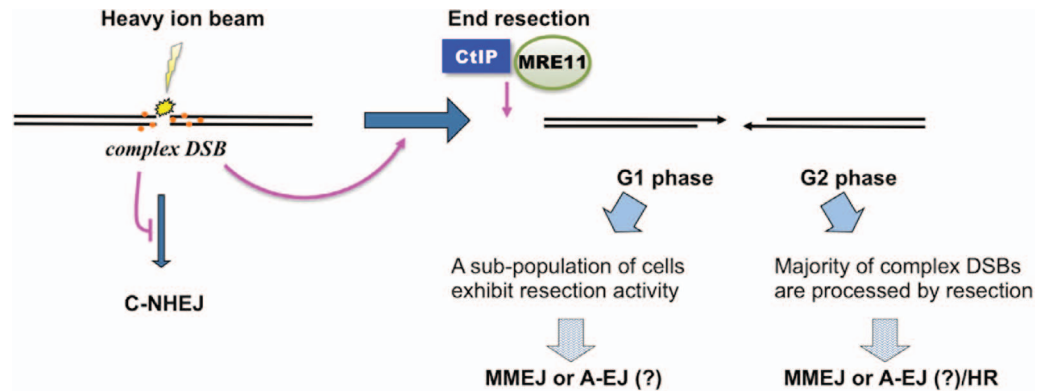 Heavy ion beam
End resection
CtIP
MRE11
complex DSB
G1 phase
G2 phase
A sub-population of cells
exhibit resection activity
Majority of complex DSBs
are processed by resection
C-NHEJ
MMEJ or A-EJ (?)
MMEJ or A-EJ (?)/HR